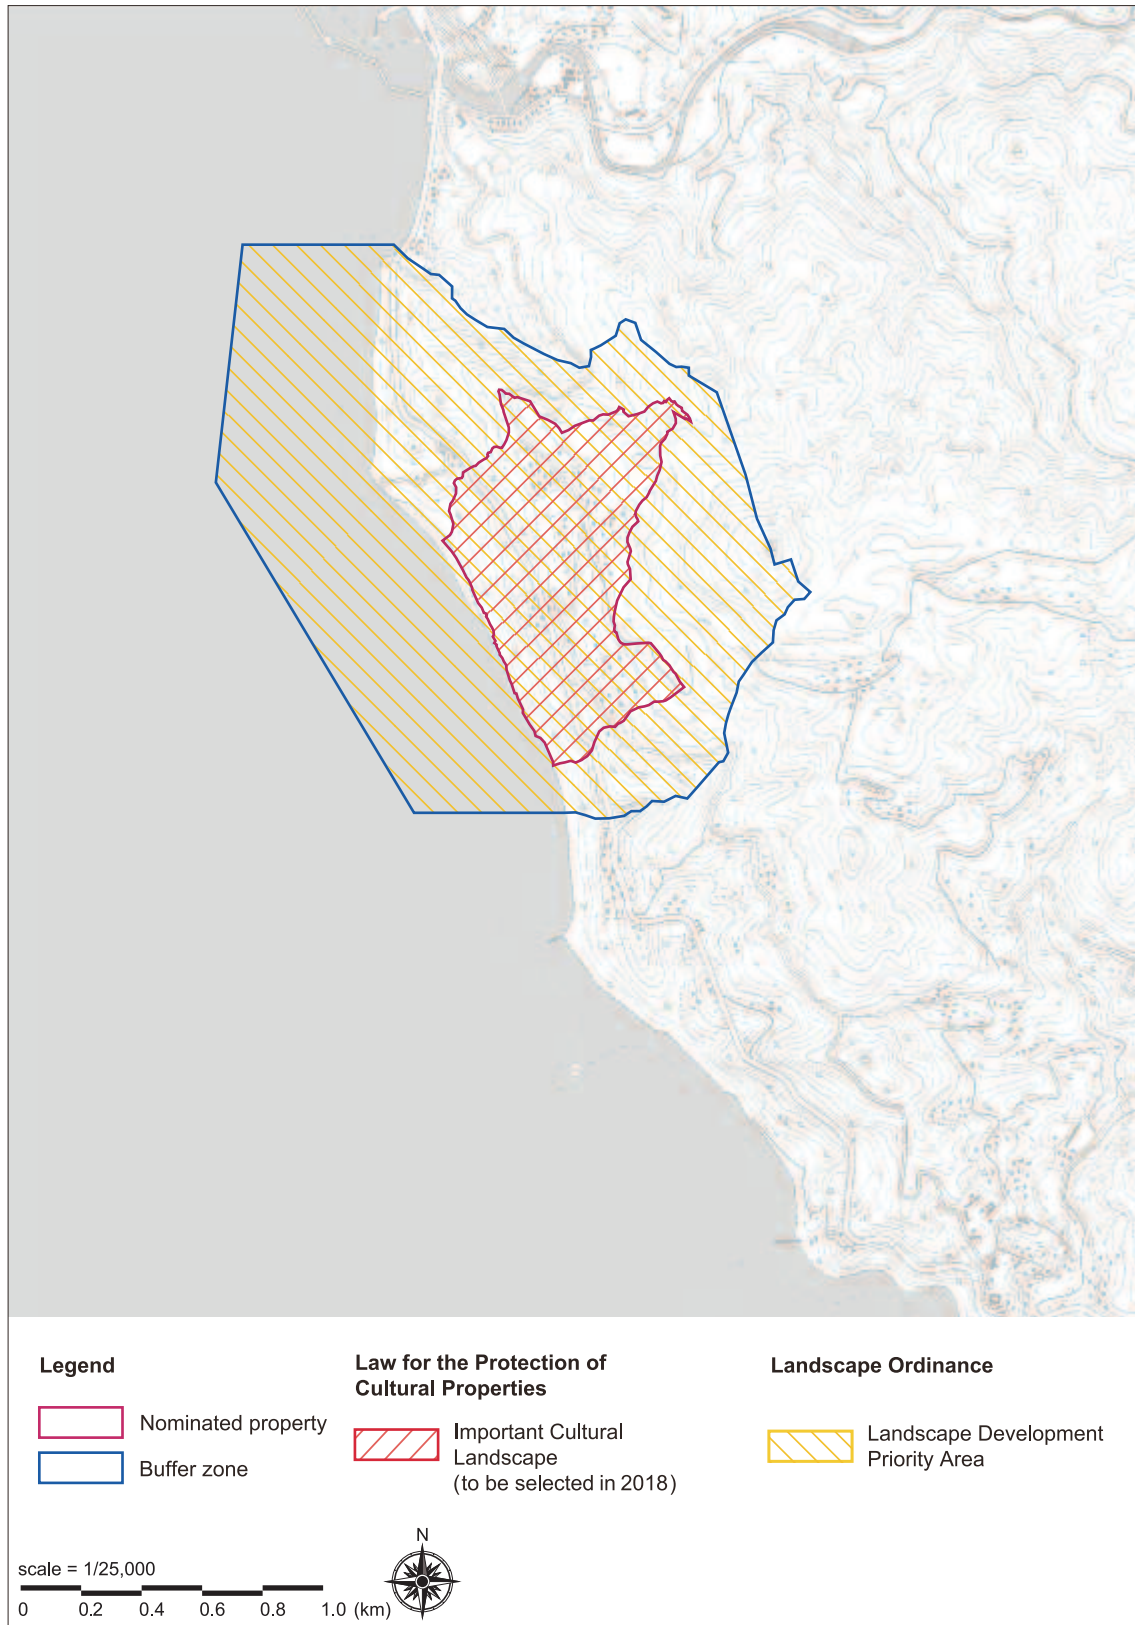 Legend
Nominated property
Buffer zone
Law for the Protection of
Cultural Properties
Important Cultural
Landscape
(to be selected in 2018)
Landscape Ordinance
Landscape Development
Priority Area
N
scale = 1/25,000
0 0.2 0.4 0.6 0.8 1.0 (km)